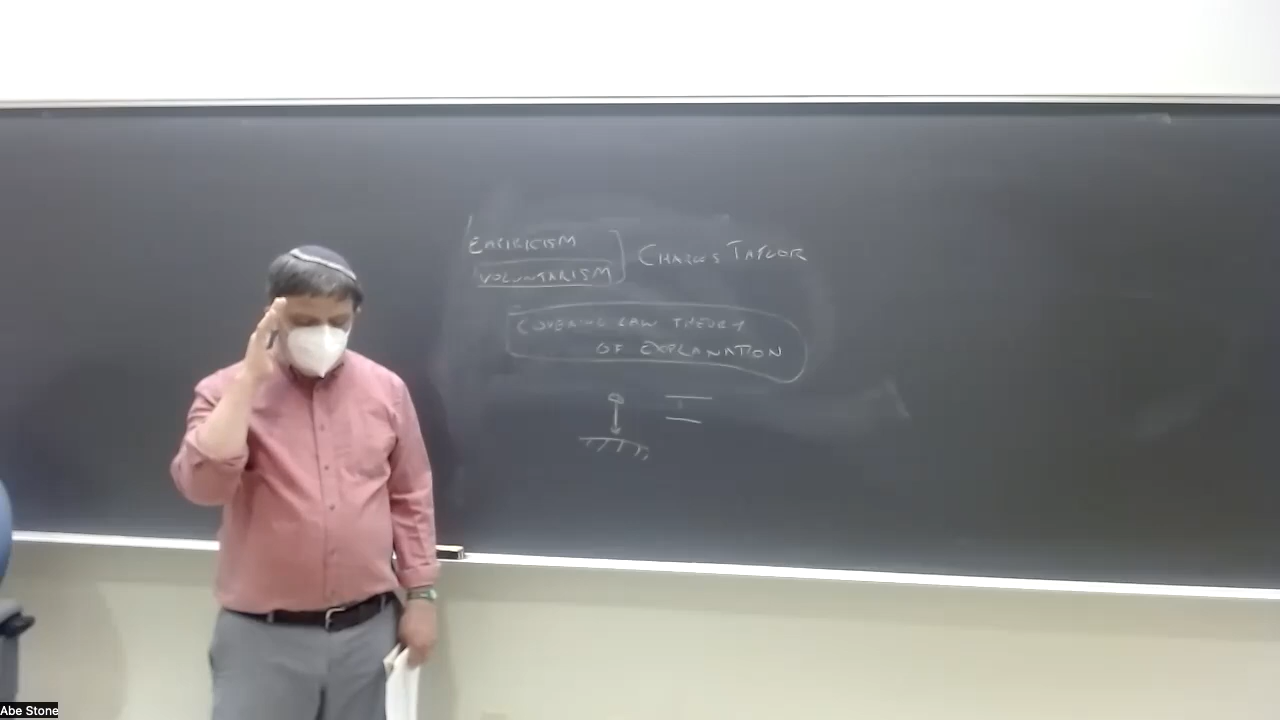 EMPIRICISM
VOLUNTARISM
CHARLES TAYLOR
COVERING LAW THEORY
OF EXPLANATION
Abe Stone